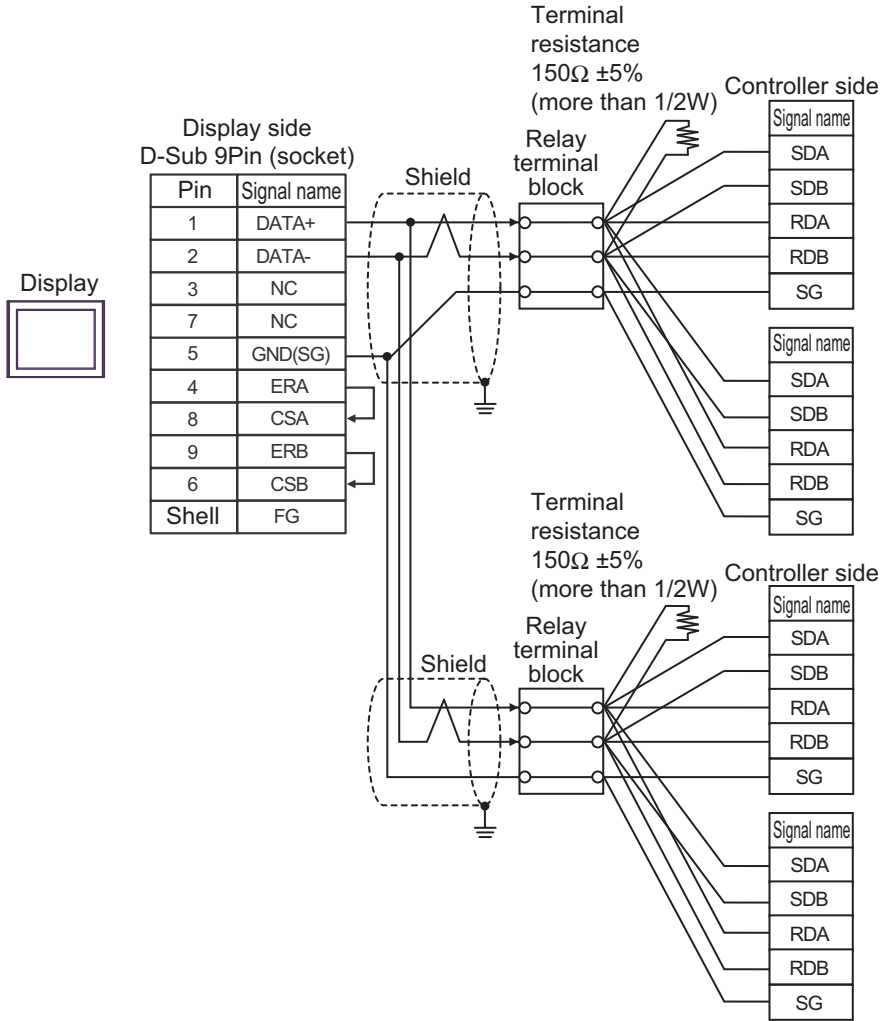 Terminal
resistance
150Ω ±5%
(more than 1/2W)
Controller side
Signal name
SDA
SDB
RDA
RDB
SG
Signal name
SDA
SDB
RDA
RDB
SG
Relay
terminal
block
Shield
Display side
D-Sub 9Pin (socket)
Pin Signal name
1 DATA+
2 DATA-
3 NC
7 NC
5 GND(SG)
4 ERA
8 CSA
9 ERB
6 CSB
Shell FG
Display
Terminal
resistance
150Ω ±5%
(more than 1/2W)
Controller side
Signal name
SDA
SDB
RDA
RDB
SG
Signal name
SDA
SDB
RDA
RDB
SG
Relay
terminal
block
Shield